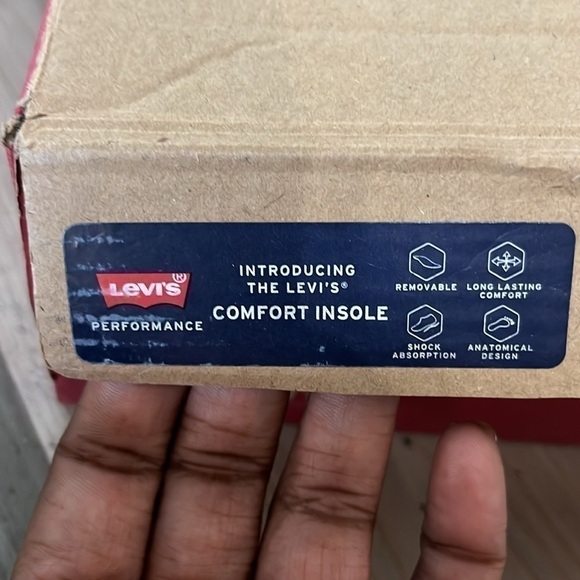 LEVI'S®
PERFORMANCE
INTRODUCING
THE LEVI'S®
COMFORT INSOLE
REMOVABLE
LONG LASTING
COMFORT
SHOCK
ABSORPTION
ANATOMICAL
DESIGN